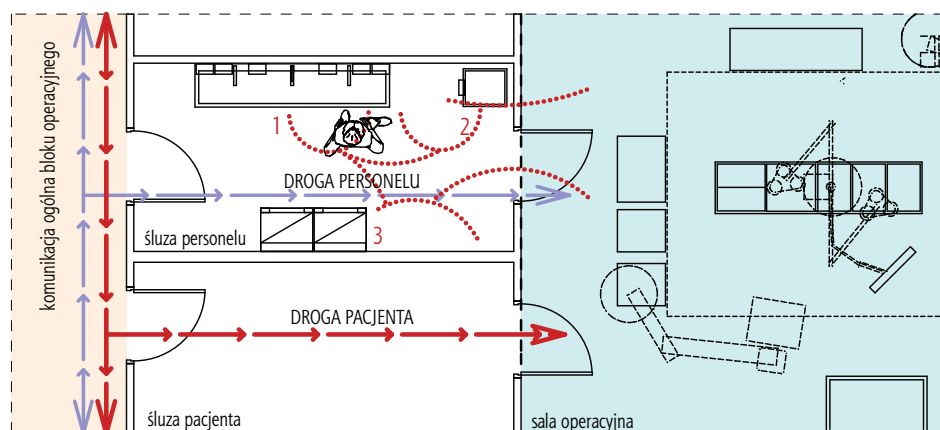 komunikacja ogólna bloku operacyjnego
1
2
DROGA PERSONELU
śluza personelu
3
DROGA PACJENTA
śluza pacjenta
sala operacyjna